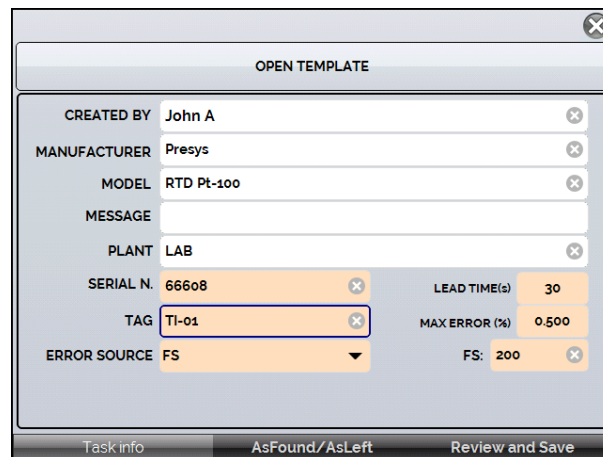 OPEN TEMPLATE
CREATED BY John A
MANUFACTURER Presys
MODEL RTD Pt-100
MESSAGE
PLANT LAB
SERIAL N. 66608 LEAD TIME(s) 30
TAG TI-01 MAX ERROR (%) 0.500
ERROR SOURCE FS FS: 200
Task info AsFound/AsLeft Review and Save